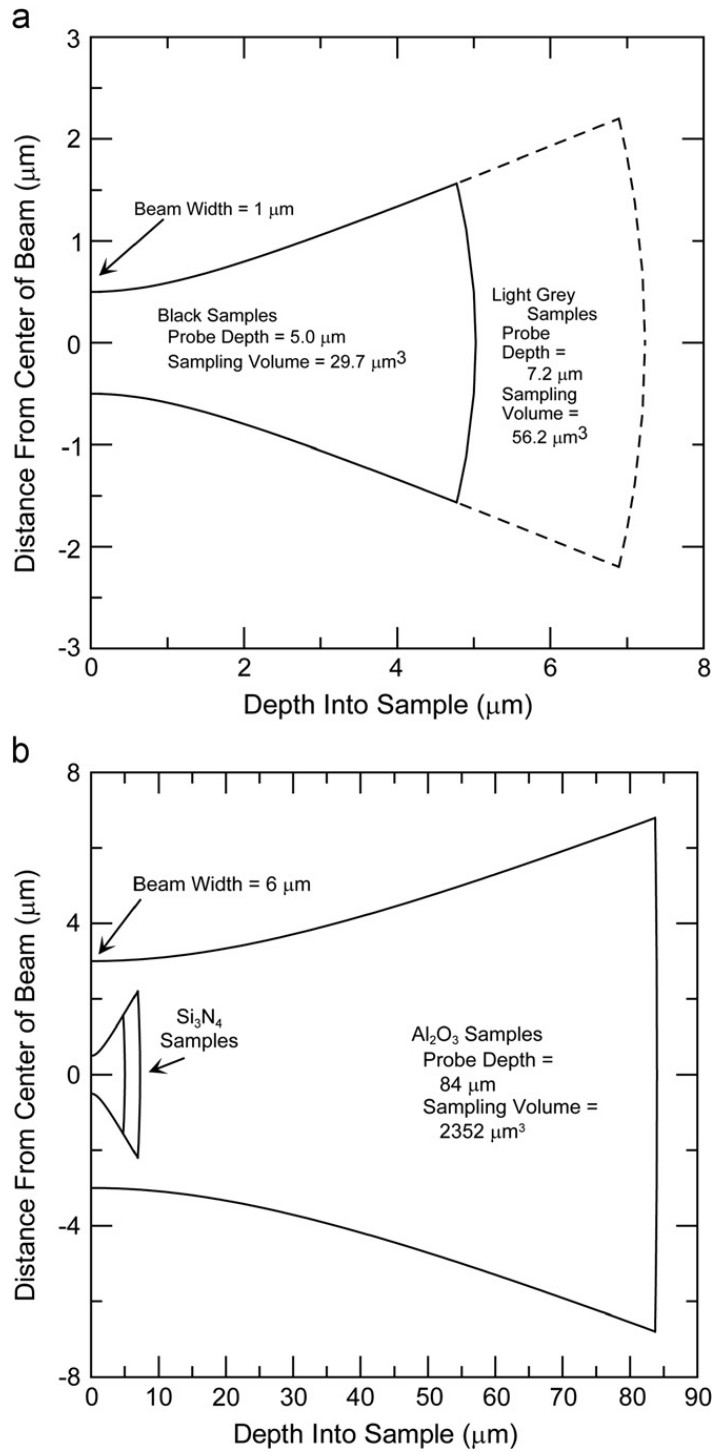 a
3
2
1
0
-1
-2
-3
0
2
4
6
8
Distance From Center of Beam (μm)
Depth Into Sample (μm)
Beam Width = 1 μm
Black Samples
Probe Depth = 5.0 μm
Sampling Volume = 29.7 μm³
Light Grey
Samples
Probe
Depth =
7.2 μm
Sampling
Volume =
56.2 μm³
b
8
4
0
-4
-8
0
10
20
30
40
50
60
70
80
90
Distance From Center of Beam (μm)
Depth Into Sample (μm)
Beam Width = 6 μm
Si₃N₄
Samples
Al₂O₃ Samples
Probe Depth =
84 μm
Sampling Volume =
2352 μm³